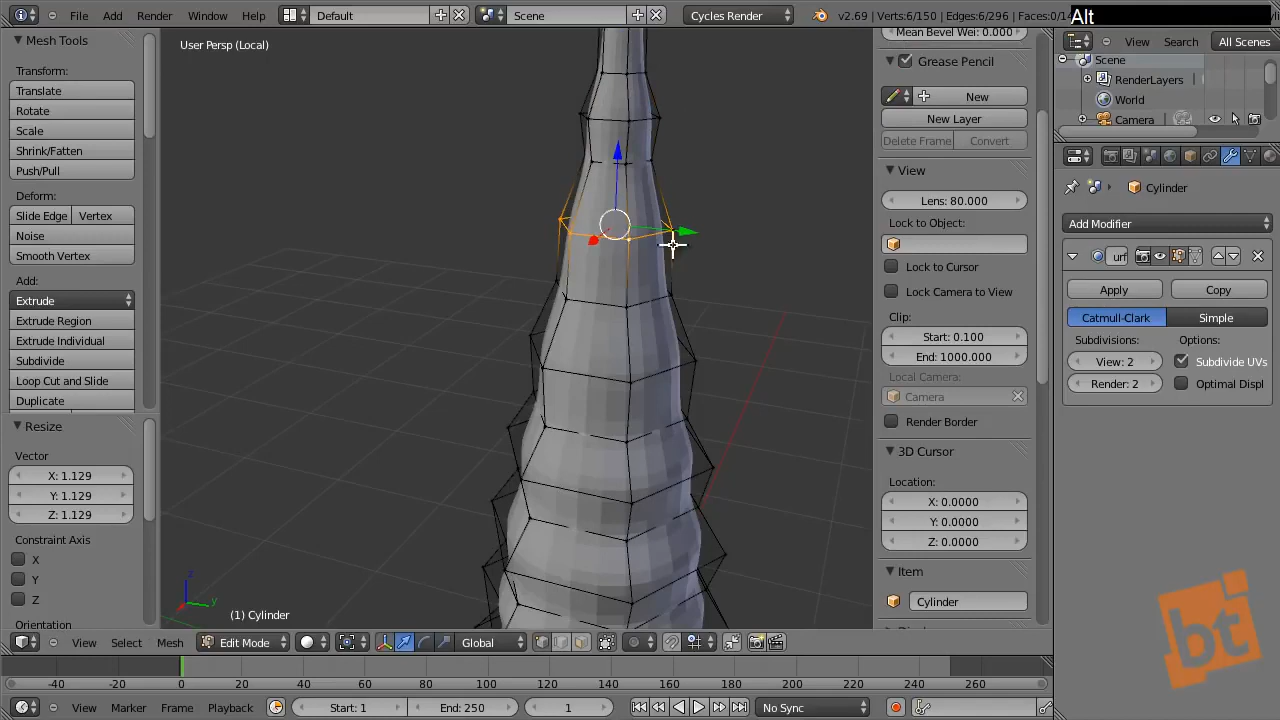 File Add Render Window Help Default Scene Cycles Render v2.69 | Verts:6/150 | Edges:6/296 | Faces:0/1 Alt
Mesh Tools
Transform:
Translate
Rotate
Scale
Shrink/Fatten
Push/Pull
Deform:
Slide Edge Vertex
Noise
Smooth Vertex
Add:
Extrude
Extrude Region
Extrude Individual
Subdivide
Loop Cut and Slide
Duplicate
Resize
Vector
X: 1.129
Y: 1.129
Z: 1.129
Constraint Axis
X
Y
Z
Orientation
User Persp (Local)
z
y
(1) Cylinder
Mean Bevel Wei: 0.000
Grease Pencil
New
New Layer
Delete Frame Convert
View
Lens: 80.000
Lock to Object:
Lock to Cursor
Lock Camera to View
Clip:
Start: 0.100
End: 1000.000
Local Camera:
Camera
Render Border
3D Cursor
Location:
X: 0.0000
Y: 0.0000
Z: 0.0000
Item
Cylinder
View Search All Scenes
Scene
RenderLayers
World
Camera
Cylinder
Add Modifier
urf
Apply Copy
Catmull-Clark Simple
Subdivisions: Options:
View: 2 Subdivide UVs
Render: 2 Optimal Displ
bt
View Select Mesh Edit Mode Global
-40 -20 0 20 40 60 80 100 120 140 160 180 200 220 240 260
View Marker Frame Playback Start: 1 End: 250 1 No Sync